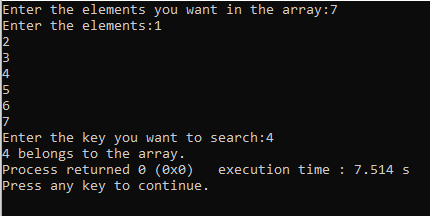 Enter the elements you want in the array:7
Enter the elements:1
2
3
4
5
6
7
Enter the key you want to search:4
4 belongs to the array.
Process returned 0 (0x0)   execution time : 7.514 s
Press any key to continue.